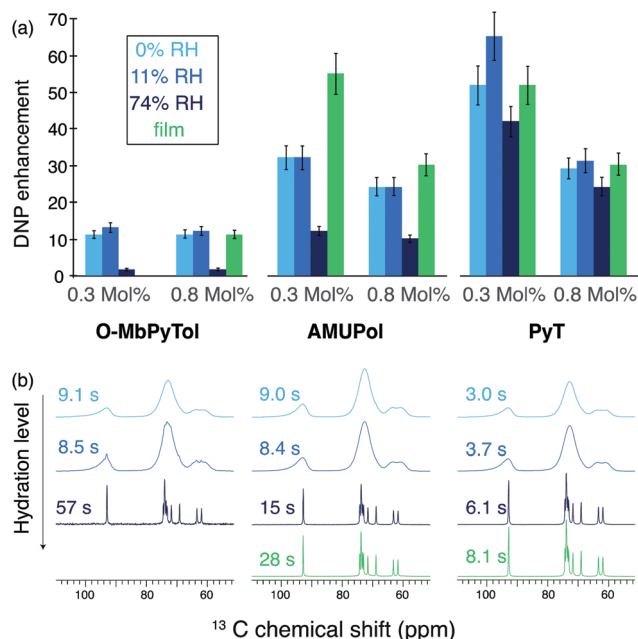 (a)
70
60
50
40
30
20
10
0
DNP enhancement
0% RH
11% RH
74% RH
film
0.3 Mol% 0.8 Mol% 0.3 Mol% 0.8 Mol% 0.3 Mol% 0.8 Mol%
O-MbPyTol AMUPol PyT
(b)
Hydration level
9.1 s 9.0 s 3.0 s
8.5 s 8.4 s 3.7 s
57 s 15 s 6.1 s
28 s 8.1 s
100 80 60 100 80 60 100 80 60
¹³ C chemical shift (ppm)